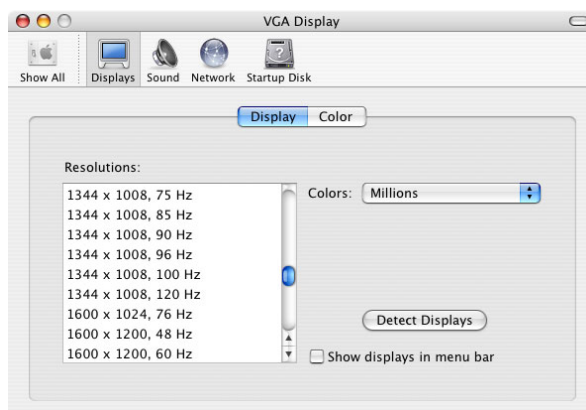 VGA Display
Show All Displays Sound Network Startup Disk
Display Color
Resolutions:
1344 x 1008, 75 Hz
1344 x 1008, 85 Hz
1344 x 1008, 90 Hz
1344 x 1008, 96 Hz
1344 x 1008, 100 Hz
1344 x 1008, 120 Hz
1600 x 1024, 76 Hz
1600 x 1200, 48 Hz
1600 x 1200, 60 Hz
Colors: Millions
Detect Displays
Show displays in menu bar